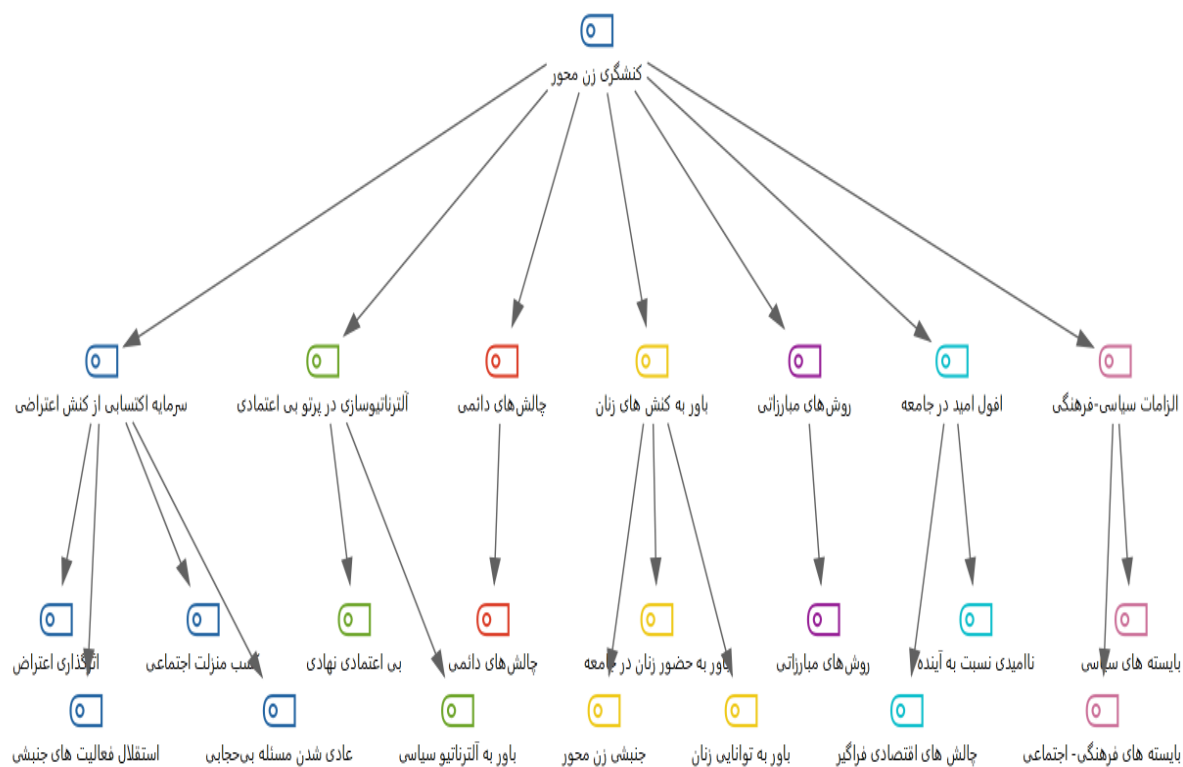 کنشگری زن محور
الزامات سیاسی-فرهنگی
افول امید در جامعه
روش‌های مبارزاتی
باور به کنش های زنان
چالش‌های دائمی
آلترناتیوسازی در پرتو بی اعتمادی
سرمایه اکتسابی از کنش اعتراضی
بایسته های سیاسی
ناامیدی نسبت به آینده
روش‌های مبارزاتی
باور به حضور زنان در جامعه
چالش‌های دائمی
بی اعتمادی نهادی
کسب منزلت اجتماعی
اثرگذاری اعتراض
بایسته های فرهنگی- اجتماعی
چالش های اقتصادی فراگیر
باور به توانایی زنان
جنبشی زن محور
باور به آلترناتیو سیاسی
عادی شدن مسئله بی‌حجابی
استقلال فعالیت های جنبشی